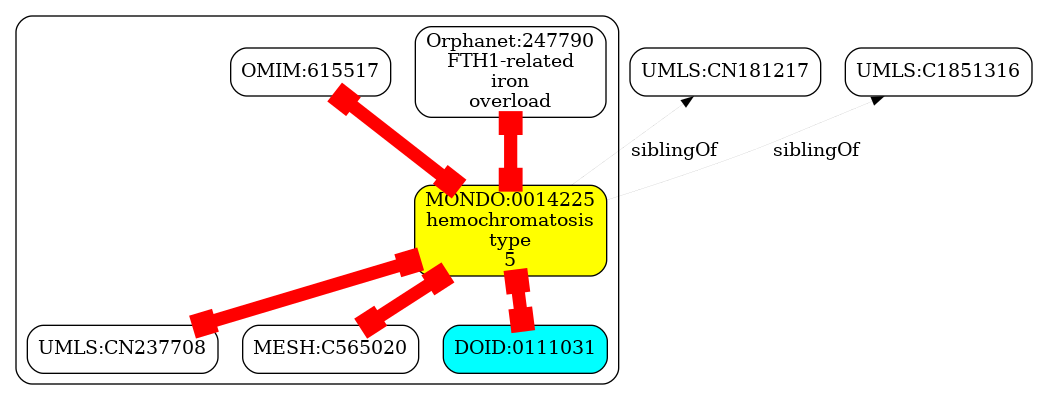 OMIM:615517
Orphanet:247790
FTH1-related
iron
overload
UMLS:CN181217
UMLS:C1851316
siblingOf
siblingOf
MONDO:0014225
hemochromatosis
type
5
UMLS:CN237708
MESH:C565020
DOID:0111031